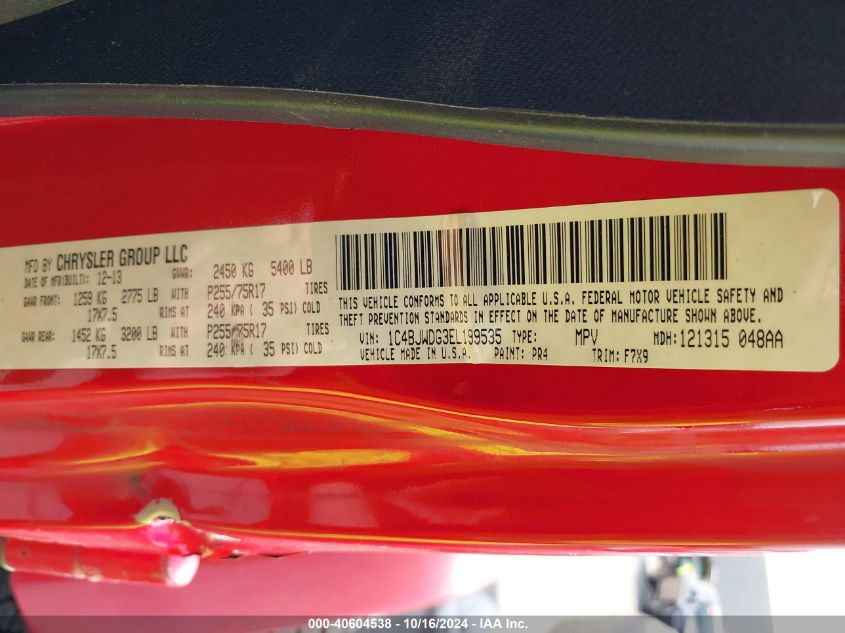 MFD BY CHRYSLER GROUP LLC
DATE OF MFR(BUILT): 12-13 GVWR: 2450 KG 5400 LB
GAWR FRONT: 1259 KG 2775 LB WITH P255/75R17 TIRES
17X7.5 RIMS AT 240 KPA ( 35 PSI) COLD
GAWR REAR: 1452 KG 3200 LB WITH P255/75R17 TIRES
17X7.5 RIMS AT 240 KPA ( 35 PSI) COLD
THIS VEHICLE CONFORMS TO ALL APPLICABLE U.S.A. FEDERAL MOTOR VEHICLE SAFETY AND
THEFT PREVENTION STANDARDS IN EFFECT ON THE DATE OF MANUFACTURE SHOWN ABOVE.
VIN: 1C4BJWDG3EL199535 TYPE: MPV MDH:121315 048AA
VEHICLE MADE IN U.S.A. PAINT: PR4 TRIM: F7X9
000-40604538 - 10/16/2024 - IAA Inc.